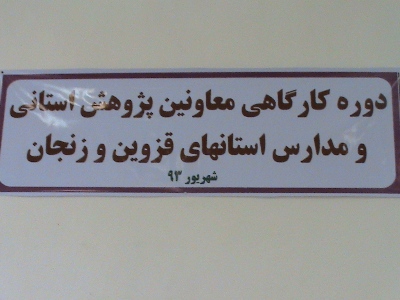 دوره کارگاهی معاونین پژوهش استانی
و مدارس استانهای قزوین و زنجان
شهریور ۹۳